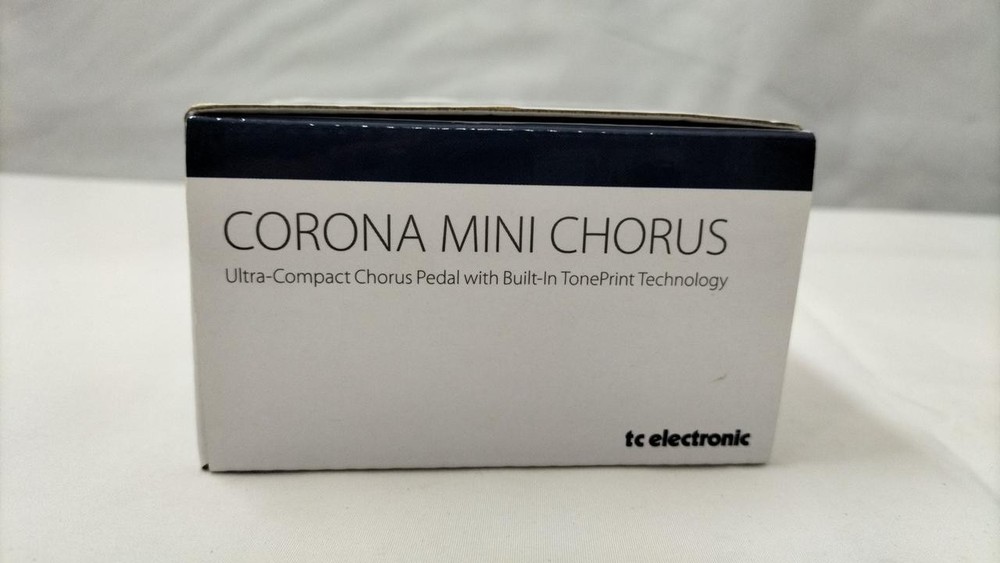 CORONA MINI CHORUS
Ultra-Compact Chorus Pedal with Built-In TonePrint Technology
tc electronic